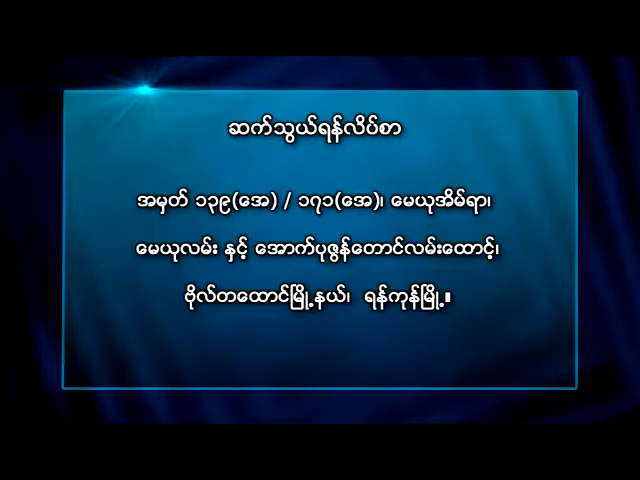 ဆက်သွယ်ရန်လိပ်စာ
အမှတ် ၁၃၉(အေ) / ၁၇၁(အေ)၊ မေယုအိမ်ရာ၊
မေယုလမ်း နှင့် အောက်ပုဇွန်တောင်လမ်းထောင့်၊
ဗိုလ်တထောင်မြို့နယ်၊ ရန်ကုန်မြို့။